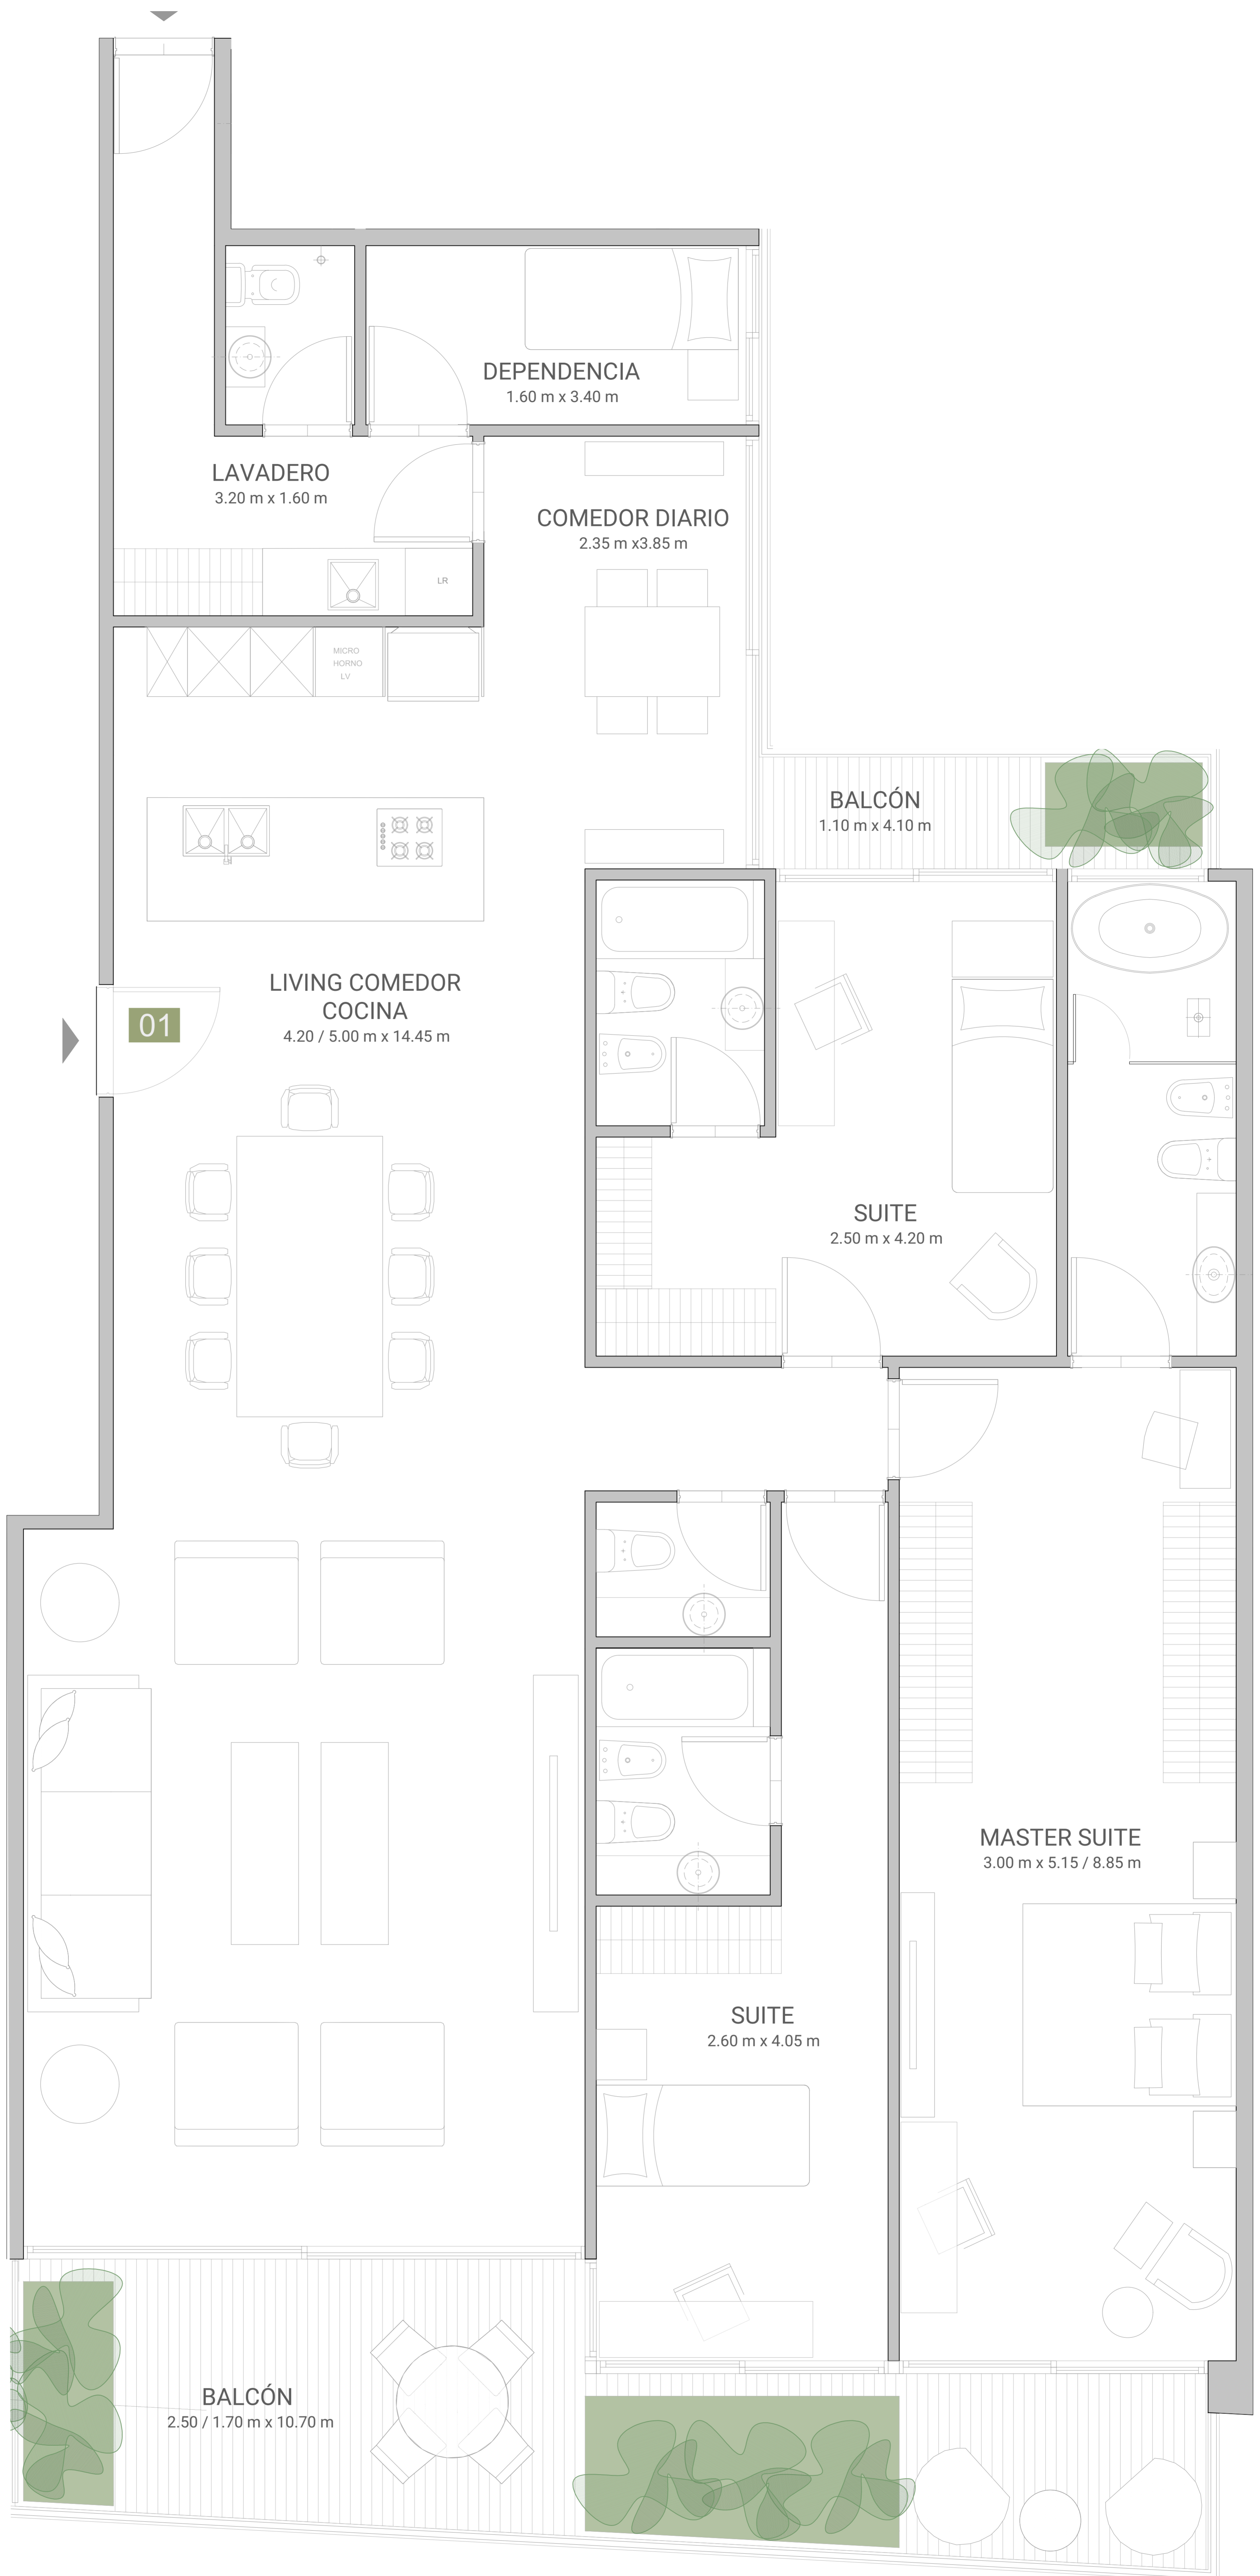 DEPENDENCIA
1.60 m x 3.40 m
LAVADERO
3.20 m x 1.60 m
COMEDOR DIARIO
2.35 m x3.85 m
LR
MICRO
HORNO
LV
BALCÓN
1.10 m x 4.10 m
LIVING COMEDOR
COCINA
4.20 / 5.00 m x 14.45 m
01
SUITE
2.50 m x 4.20 m
MASTER SUITE
3.00 m x 5.15 / 8.85 m
SUITE
2.60 m x 4.05 m
BALCÓN
2.50 / 1.70 m x 10.70 m